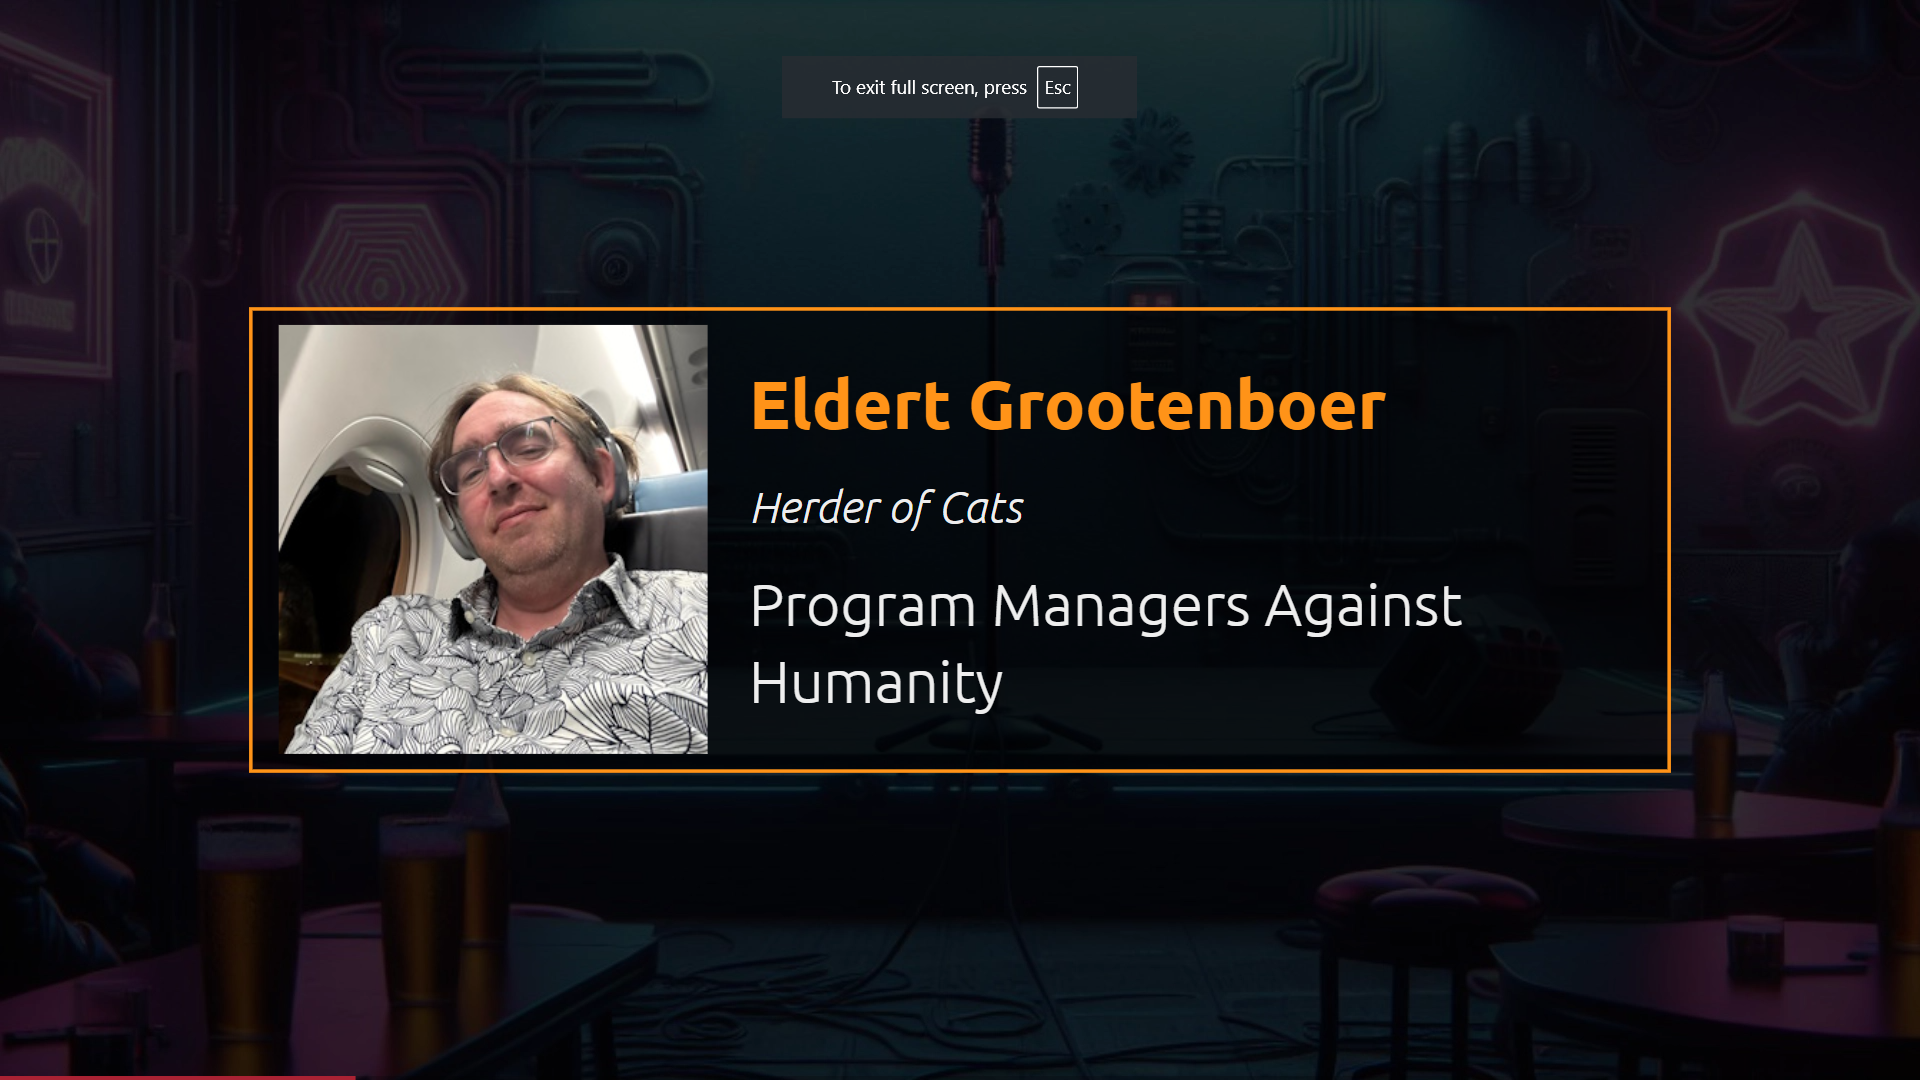 To exit full screen, press Esc
Eldert Grootenboer
Herder of Cats
Program Managers Against
Humanity